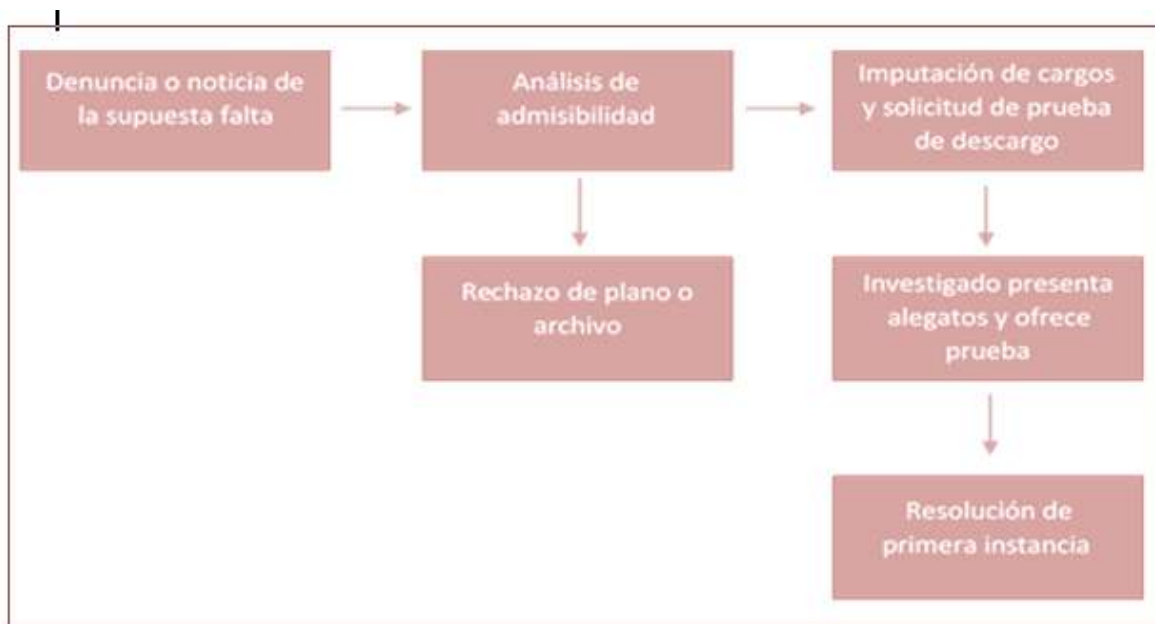 Denuncia o noticia de
la supuesta falta
Análisis de
admisibilidad
Imputación de cargos
y solicitud de prueba
de descargo
Rechazo de plano o
archivo
Investigado presenta
alegatos y ofrece
prueba
Resolución de
primera instancia